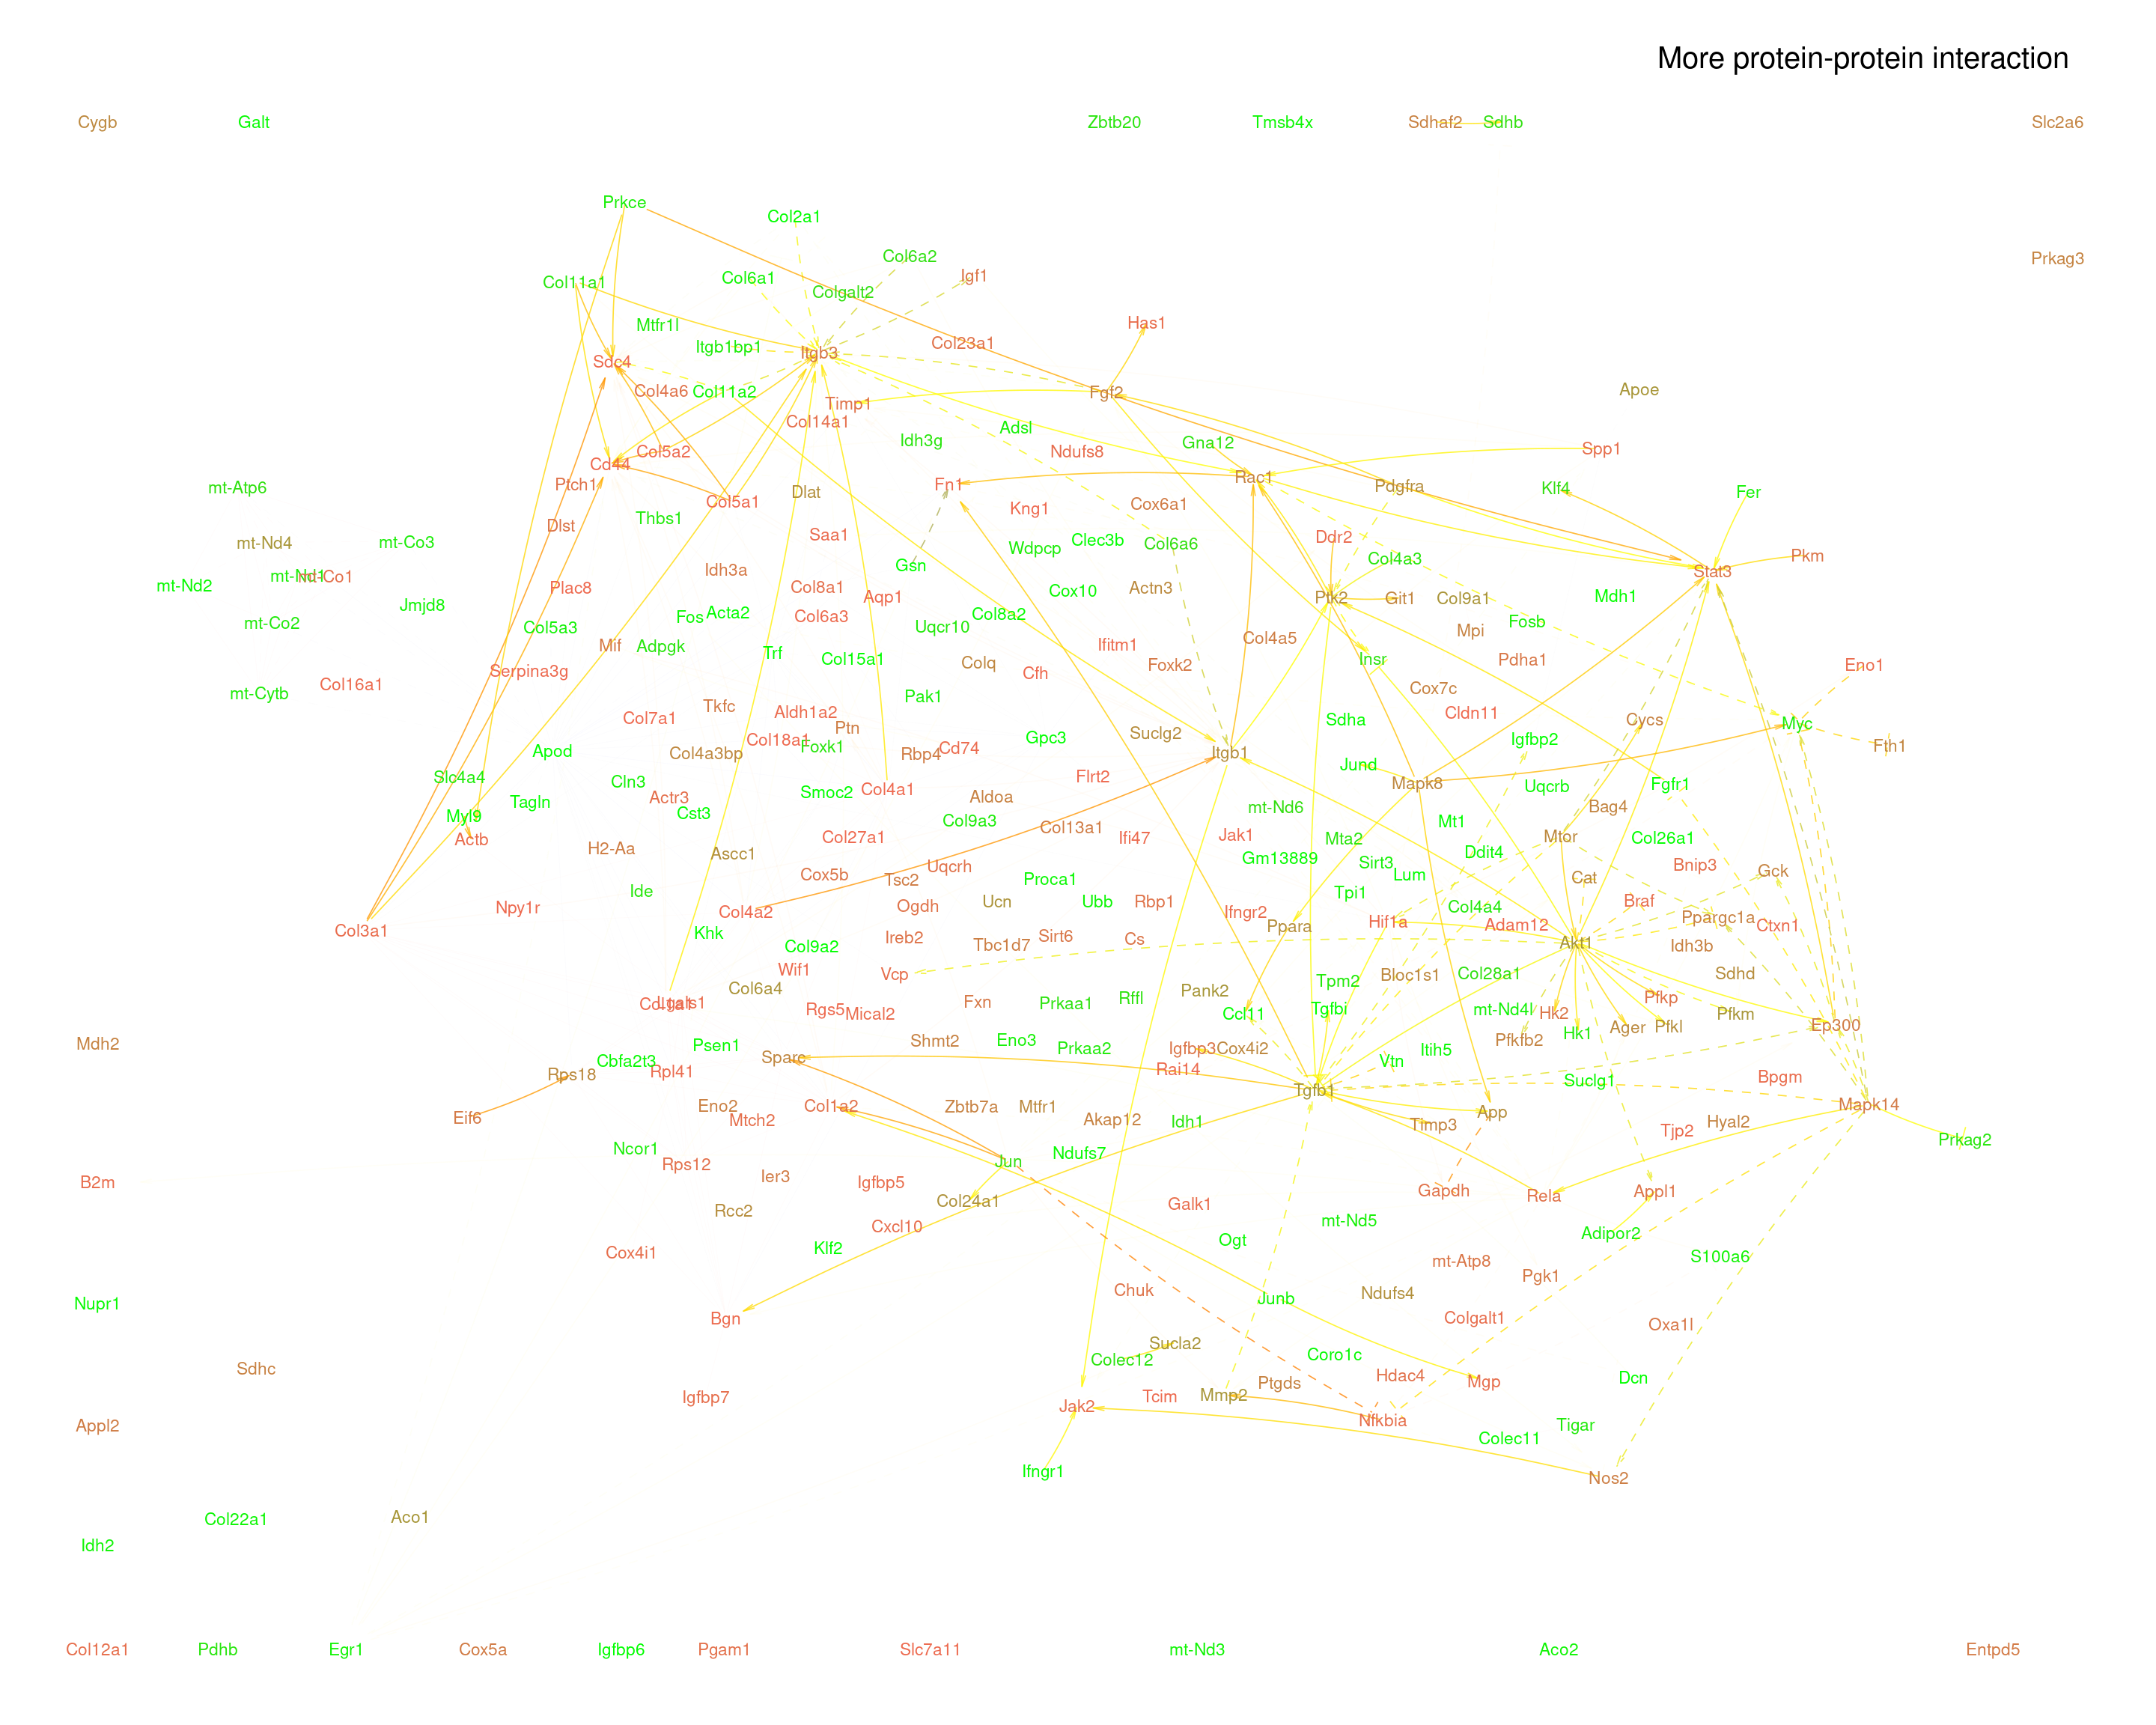 More protein-protein interaction
Cygb
Galt
Zbtb20
Tmsb4x
Sdhaf2
Sdhb
Slc2a6
Prkce
Col2a1
Col6a2
Prkag3
Igf1
Col6a1
Col11a1
Colgalt2
Has1
Mtfr1l
Col23a1
Itgb1bp1
Itgb3
Sdc4
Apoe
Col4a6
Col11a2
Fgf2
Timp1
Col14a1
Adsl
Idh3g
Gna12
Spp1
Col5a2
Ndufs8
Cd44
Rac1
Ptch1
Fn1
Pdgfra
mt-Atp6
Klf4
Dlat
Fer
Col5a1
Cox6a1
Kng1
Thbs1
Dlst
Saa1
Ddr2
Clec3b
mt-Nd4
mt-Co3
Col6a6
Wdpcp
Pkm
Col4a3
Gsn
Idh3a
Stat3
mt-Nd1
mt-Co1
mt-Nd2
Plac8
Col8a1
Actn3
Cox10
Mdh1
Aqp1
Ptk2
Git1
Col9a1
Jmjd8
Acta2
Col8a2
Fos
Col6a3
mt-Co2
Fosb
Col5a3
Uqcr10
Mpi
Col4a5
Mif
Adpgk
Ifitm1
Trf
Col15a1
Insr
Pdha1
Colq
Foxk2
Eno1
Serpina3g
Cfh
Col16a1
Cox7c
mt-Cytb
Pak1
Tkfc
Aldh1a2
Cldn11
Col7a1
Sdha
Cycs
Myc
Ptn
Suclg2
Gpc3
Col18a1
Igfbp2
Foxk1
Cd74
Fth1
Apod
Col4a3bp
Rbp4
Itgb1
Jund
Slc4a4
Flrt2
Cln3
Mapk8
Fgfr1
Uqcrb
Col4a1
Smoc2
Actr3
Aldoa
Tagln
Bag4
mt-Nd6
Cst3
Myl9
Col9a3
Mt1
Col13a1
Jak1
Mtor
Col27a1
Ifi47
Mta2
Col26a1
Actb
H2-Aa
Ddit4
Ascc1
Gm13889
Sirt3
Bnip3
Uqcrh
Gck
Cox5b
Lum
Cat
Tsc2
Proca1
Ide
Tpi1
Ucn
Ubb
Rbp1
Braf
Ogdh
Col4a4
Npy1r
Col4a2
Ifngr2
Ppargc1a
Hif1a
Adam12
Ctxn1
Ppara
Col3a1
Khk
Ireb2
Sirt6
Cs
Akt1
Tbc1d7
Col9a2
Idh3b
Wif1
Vcp
Bloc1s1
Col28a1
Sdhd
Tpm2
Col6a4
Pank2
Rffl
Pfkp
Lgals1
Fxn
Prkaa1
Rgs5
Tgfbi
mt-Nd4l
Mical2
Ccl11
Hk2
Pfkm
Ep300
Ager
Pfkl
Hk1
Shmt2
Eno3
Pfkfb2
Mdh2
Psen1
Prkaa2
Igfbp3
Cox4i2
Itih5
Sparc
Cbfa2t3
Vtn
Rpl41
Rai14
Rps18
Bpgm
Suclg1
Tgfb1
Eno2
Col1a2
Zbtb7a
Mtfr1
Mapk14
App
Eif6
Mtch2
Akap12
Idh1
Timp3
Hyal2
Tjp2
Prkag2
Ncor1
Ndufs7
Jun
Rps12
Ier3
B2m
Igfbp5
Gapdh
Appl1
Rela
Col24a1
Galk1
Rcc2
mt-Nd5
Cxcl10
Adipor2
Ogt
Klf2
Cox4i1
S100a6
mt-Atp8
Pgk1
Chuk
Ndufs4
Junb
Nupr1
Bgn
Colgalt1
Oxa1l
Sucla2
Coro1c
Colec12
Sdhc
Hdac4
Dcn
Mgp
Ptgds
Igfbp7
Tcim
Mmp2
Jak2
Nfkbia
Appl2
Tigar
Colec11
Ifngr1
Nos2
Aco1
Col22a1
Idh2
Col12a1
Pdhb
Egr1
Cox5a
Igfbp6
Pgam1
Slc7a11
mt-Nd3
Aco2
Entpd5